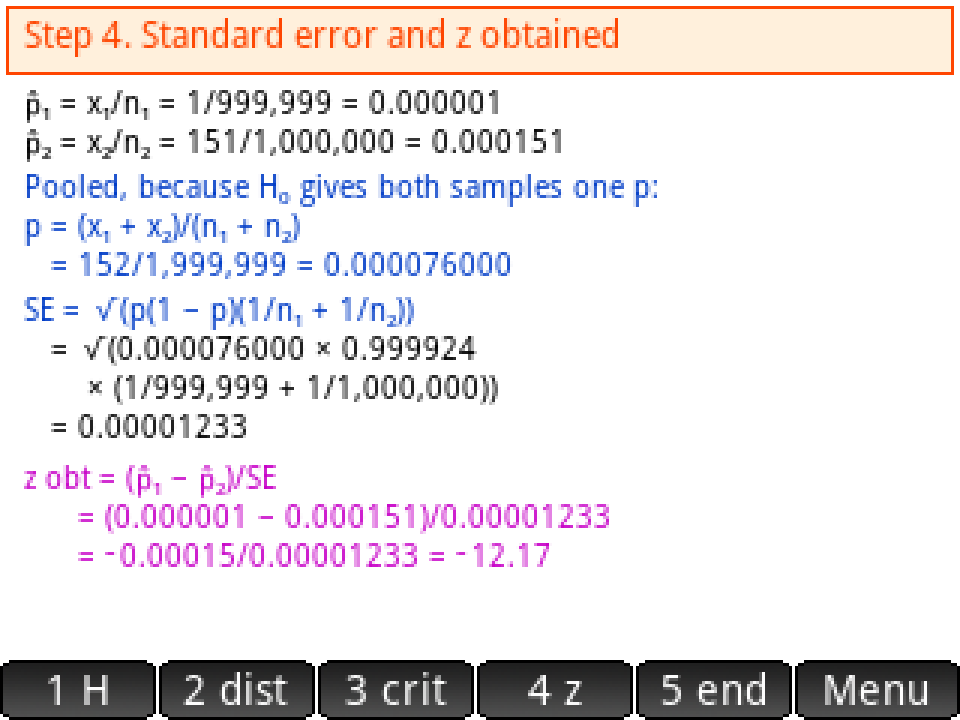 Step 4. Standard error and z obtained
p̂₁ = x₁/n₁ = 1/999,999 = 0.000001
p̂₂ = x₂/n₂ = 151/1,000,000 = 0.000151
Pooled, because H₀ gives both samples one p:
p = (x₁ + x₂)/(n₁ + n₂)
= 152/1,999,999 = 0.000076000
SE = √(p(1 − p)(1/n₁ + 1/n₂))
= √(0.000076000 × 0.999924
× (1/999,999 + 1/1,000,000))
= 0.00001233
z obt = (p̂₁ − p̂₂)/SE
= (0.000001 − 0.000151)/0.00001233
= ⁻0.00015/0.00001233 = ⁻12.17
1 H 2 dist 3 crit 4 z 5 end Menu